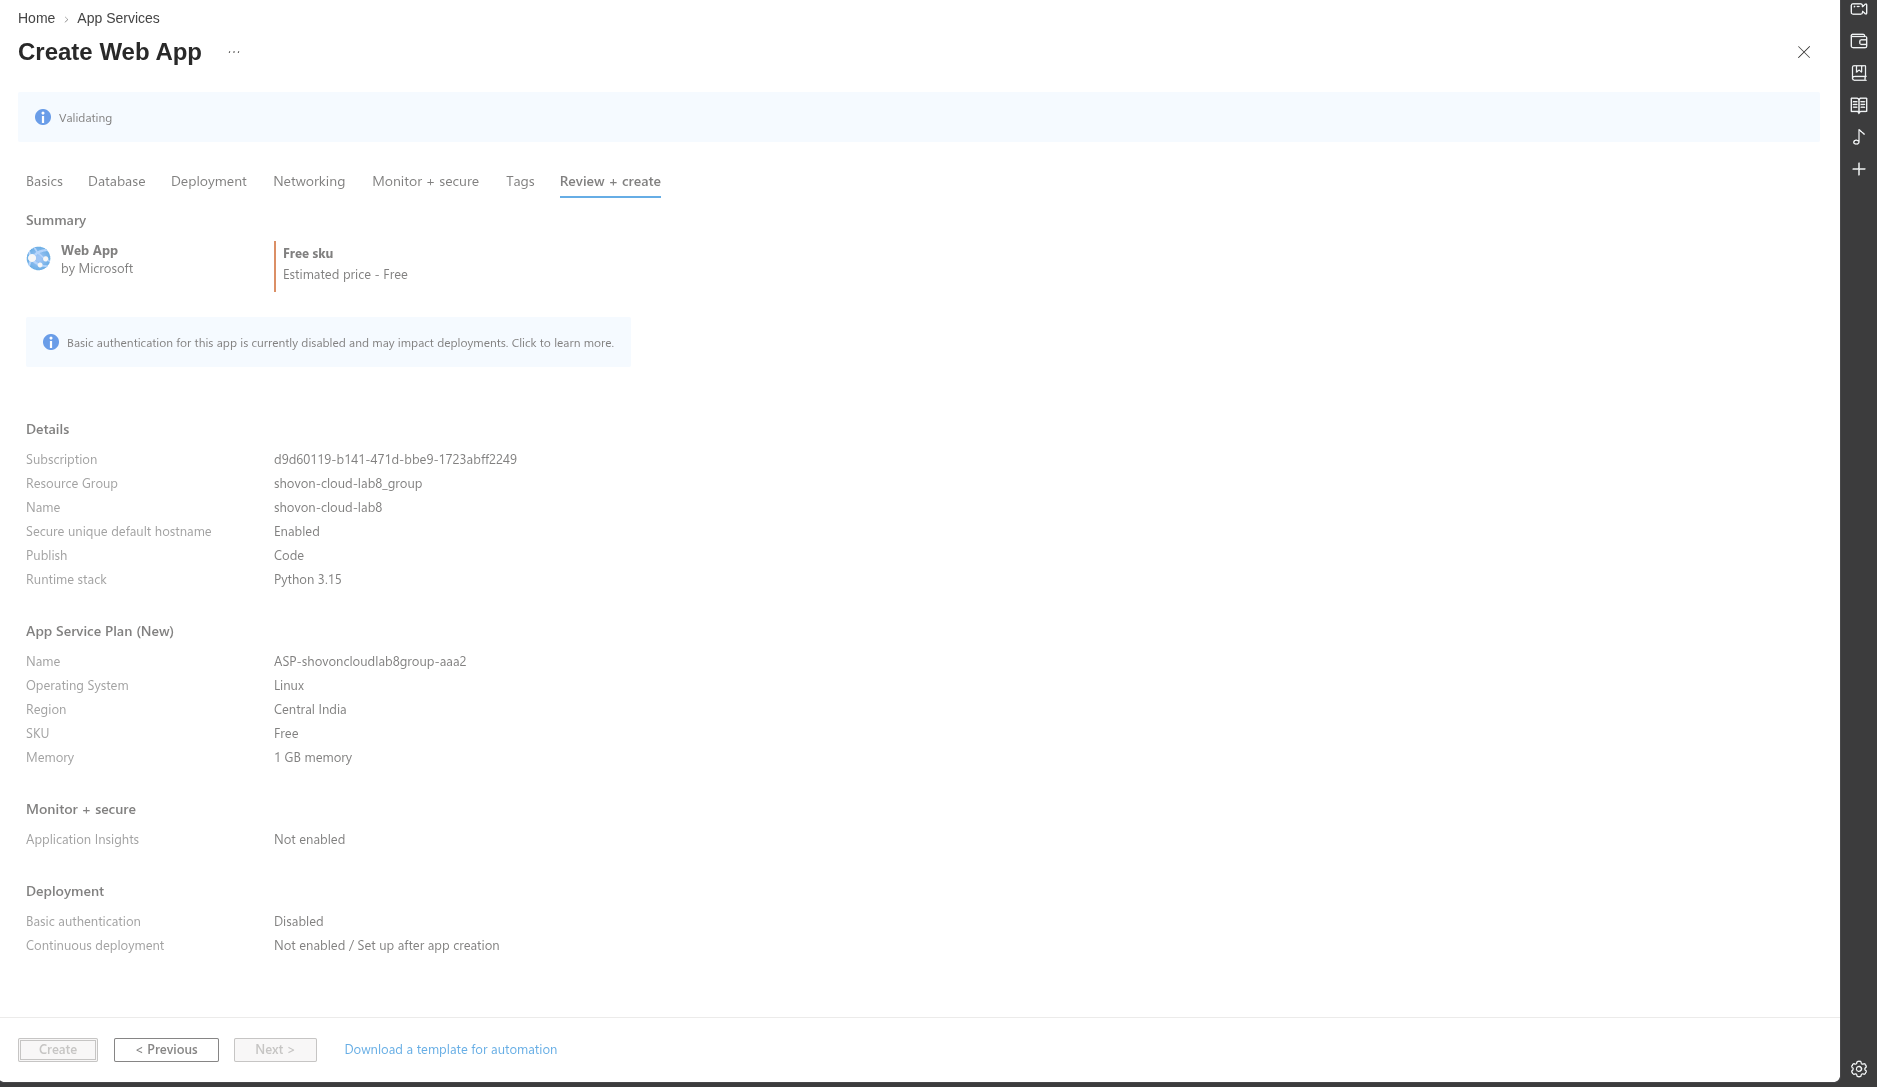 Home › App Services
Create Web App ...
Validating
Basics Database Deployment Networking Monitor + secure Tags Review + create
Summary
Web App
by Microsoft
Free sku
Estimated price - Free
Basic authentication for this app is currently disabled and may impact deployments. Click to learn more.
Details
Subscription d9d60119-b141-471d-bbe9-1723abff2249
Resource Group shovon-cloud-lab8_group
Name shovon-cloud-lab8
Secure unique default hostname Enabled
Publish Code
Runtime stack Python 3.15
App Service Plan (New)
Name ASP-shovoncloudlab8group-aaa2
Operating System Linux
Region Central India
SKU Free
Memory 1 GB memory
Monitor + secure
Application Insights Not enabled
Deployment
Basic authentication Disabled
Continuous deployment Not enabled / Set up after app creation
Create < Previous Next > Download a template for automation